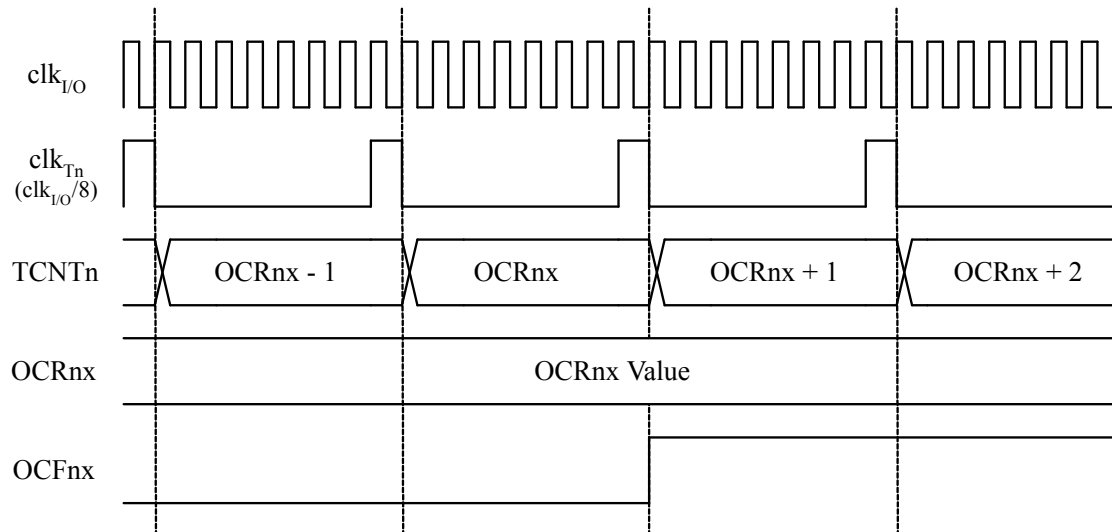 clkI/O
clkTn
(clkI/O/8)
TCNTn
OCRnx - 1
OCRnx
OCRnx + 1
OCRnx + 2
OCRnx
OCRnx Value
OCFnx